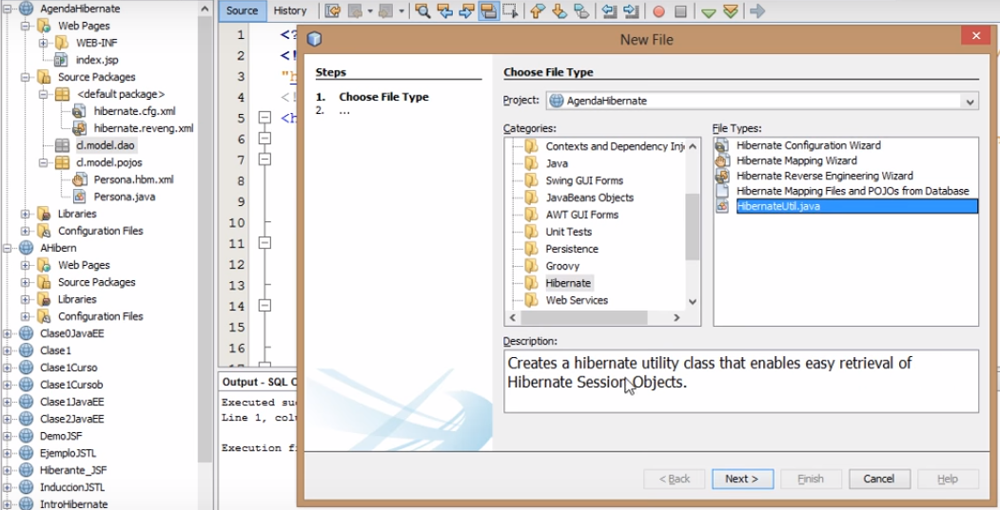 AgendaHibernate
Web Pages
WEB-INF
index.jsp
Source Packages
<default package>
hibernate.cfg.xml
hibernate.reveng.xml
cl.model.dao
cl.model.pojos
Persona.hbm.xml
Persona.java
Libraries
Configuration Files
AHibern
Web Pages
Source Packages
Libraries
Configuration Files
Clase0JavaEE
Clase1
Clase1Curso
Clase1Cursob
Clase1JavaEE
Clase2JavaEE
DemoJSF
EjemploJSTL
Hiberante_JSF
InduccionJSTL
IntroHibernate
Source History
1 <?
2 <!
3 "h
4 <!
5 <h
6
7
8
9
10
11
12
13
14
15
16
Output - SQL C
Executed su
Line 1, colu
Execution f
New File
Steps
1. Choose File Type
2. ...
Choose File Type
Project: AgendaHibernate
Categories:
Contexts and Dependency Inj
Java
Swing GUI Forms
JavaBeans Objects
AWT GUI Forms
Unit Tests
Persistence
Groovy
Hibernate
Web Services
File Types:
Hibernate Configuration Wizard
Hibernate Mapping Wizard
Hibernate Reverse Engineering Wizard
Hibernate Mapping Files and POJOs from Database
HibernateUtil.java
Description:
Creates a hibernate utility class that enables easy retrieval of
Hibernate Session Objects.
< Back Next > Finish Cancel Help